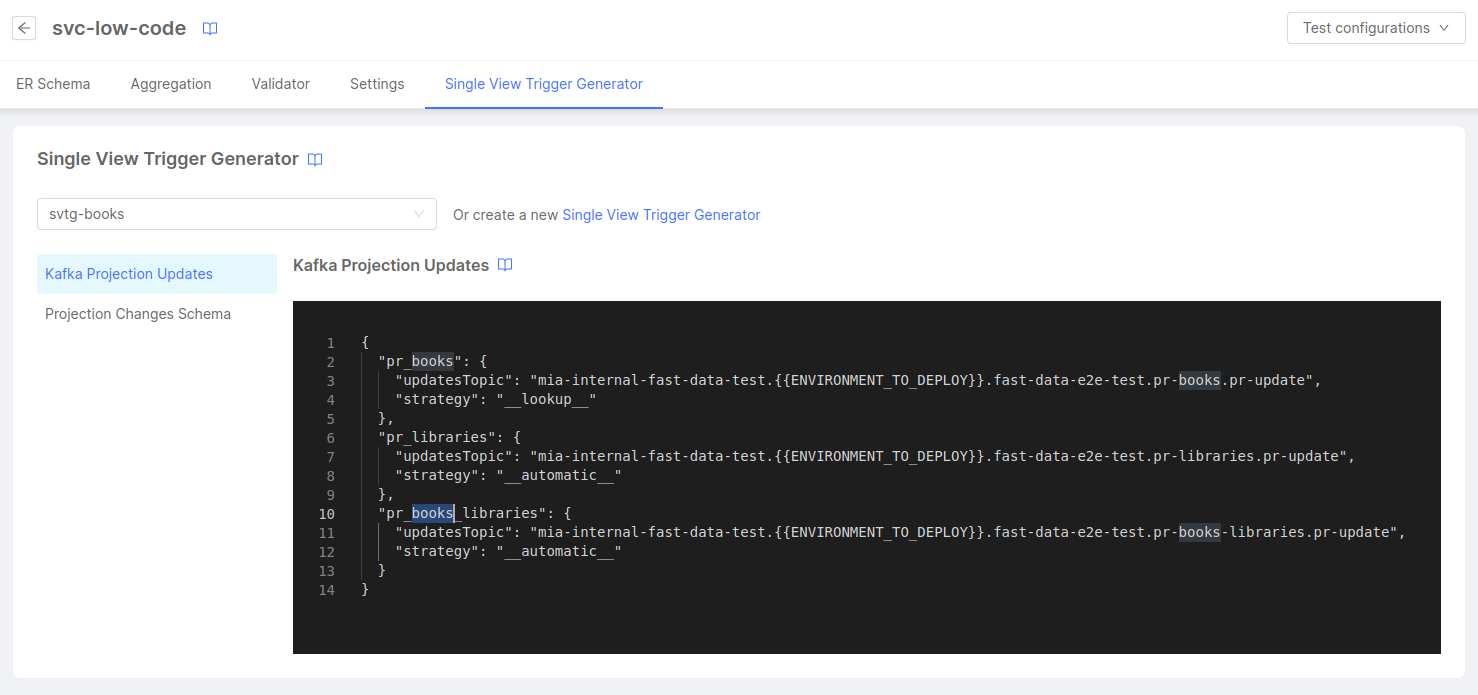 svc-low-code
Test configurations
ER Schema Aggregation Validator Settings Single View Trigger Generator
Single View Trigger Generator
svtg-books
Or create a new Single View Trigger Generator
Kafka Projection Updates
Projection Changes Schema
Kafka Projection Updates
1 {
2 "pr_books": {
3 "updatesTopic": "mia-internal-fast-data-test.{{ENVIRONMENT_TO_DEPLOY}}.fast-data-e2e-test.pr-books.pr-update",
4 "strategy": "__lookup__"
5 },
6 "pr_libraries": {
7 "updatesTopic": "mia-internal-fast-data-test.{{ENVIRONMENT_TO_DEPLOY}}.fast-data-e2e-test.pr-libraries.pr-update",
8 "strategy": "__automatic__"
9 },
10 "pr_books_libraries": {
11 "updatesTopic": "mia-internal-fast-data-test.{{ENVIRONMENT_TO_DEPLOY}}.fast-data-e2e-test.pr-books-libraries.pr-update",
12 "strategy": "__automatic__"
13 }
14 }